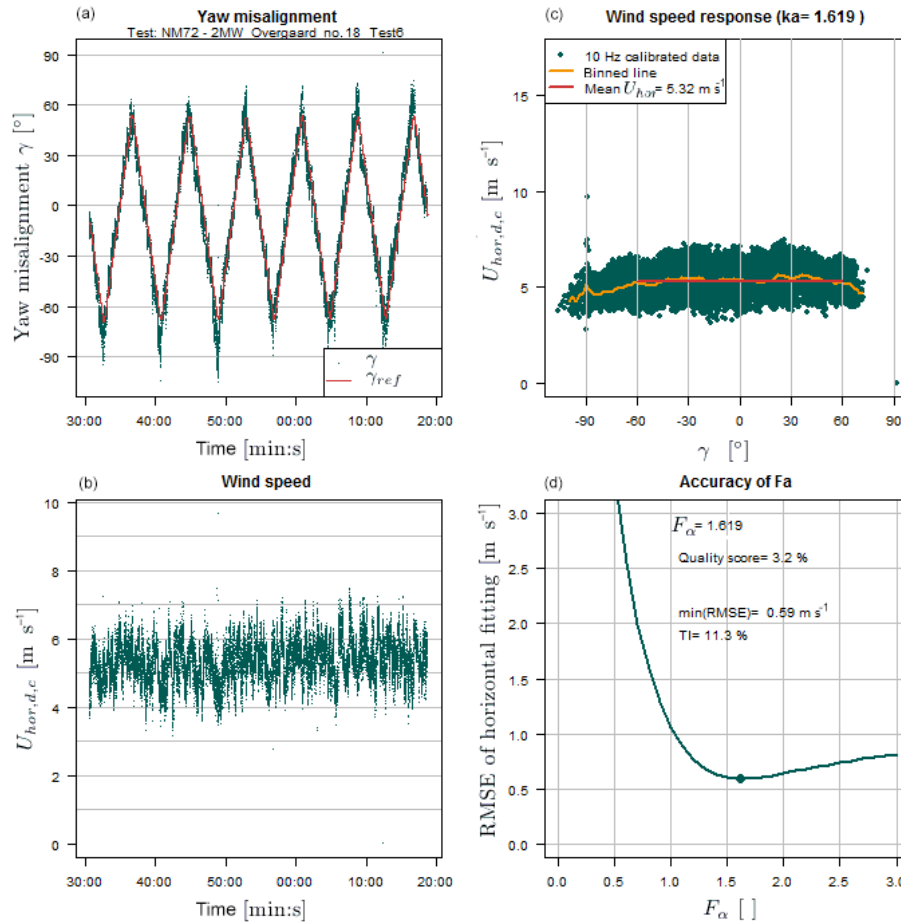 (a)
Yaw misalignment
Test: NM72 - 2MW Overgaard no.18 Test6
Yaw misalignment γ [°]
90
60
30
0
-30
-60
-90
γ
γref
30:00 40:00 50:00 00:00 10:00 20:00
Time [min:s]
(c)
Wind speed response (ka= 1.619 )
10 Hz calibrated data
Binned line
Mean Uhor= 5.32 m s⁻¹
Uhor,d,c [m s⁻¹]
15
10
5
0
-90 -60 -30 0 30 60 90
γ [°]
(b)
Wind speed
Uhor,d,c [m s⁻¹]
10
8
6
4
2
0
30:00 40:00 50:00 00:00 10:00 20:00
Time [min:s]
(d)
Accuracy of Fa
Fα = 1.619
Quality score= 3.2 %
min(RMSE)= 0.59 m s⁻¹
TI= 11.3 %
RMSE of horizontal fitting [m s⁻¹]
3.0
2.5
2.0
1.5
1.0
0.5
0.0
0.0 0.5 1.0 1.5 2.0 2.5 3.0
Fα [ ]